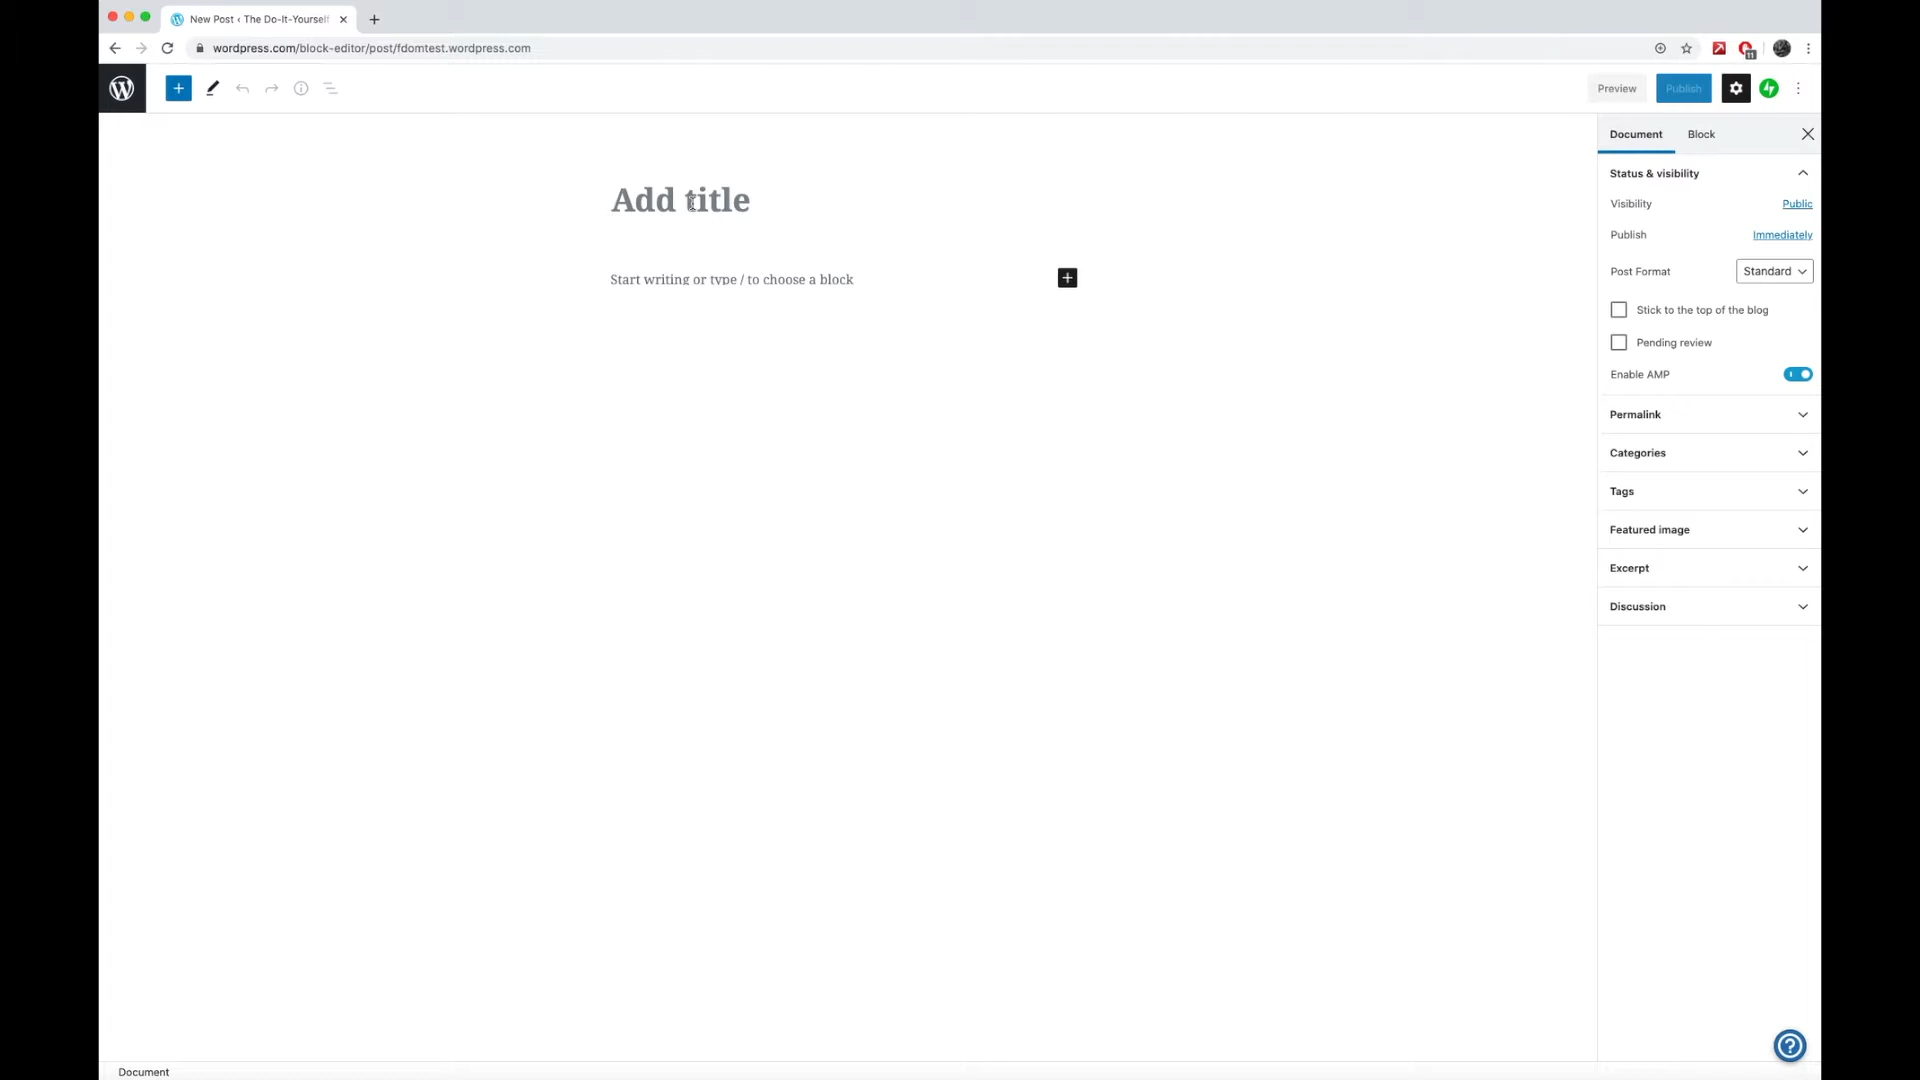 New Post ‹ The Do-It-Yourself
wordpress.com/block-editor/post/fdomtest.wordpress.com
11
Preview
Publish
Document
Block
Add title
Start writing or type / to choose a block
Status & visibility
Visibility
Public
Publish
Immediately
Post Format
Standard
Stick to the top of the blog
Pending review
Enable AMP
Permalink
Categories
Tags
Featured image
Excerpt
Discussion
Document